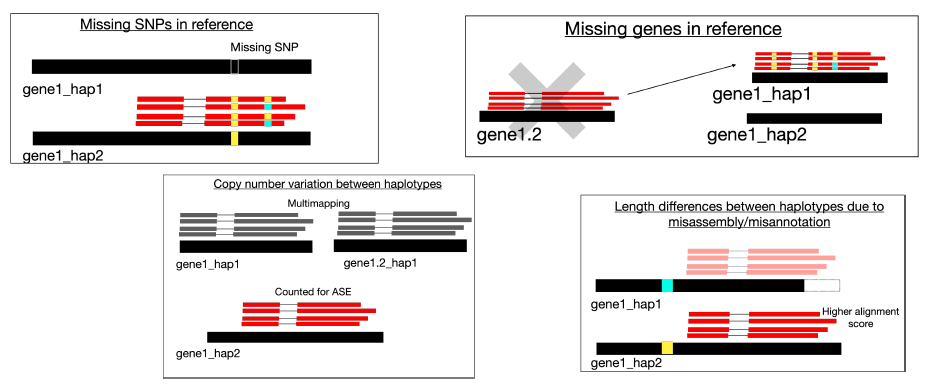 Missing SNPs in reference
Missing SNP
gene1_hap1
gene1_hap2
Missing genes in reference
gene1.2
gene1_hap1
gene1_hap2
Copy number variation between haplotypes
Multimapping
gene1_hap1
gene1.2_hap1
Counted for ASE
gene1_hap2
Length differences between haplotypes due to
misassembly/misannotation
gene1_hap1
Higher alignment
score
gene1_hap2